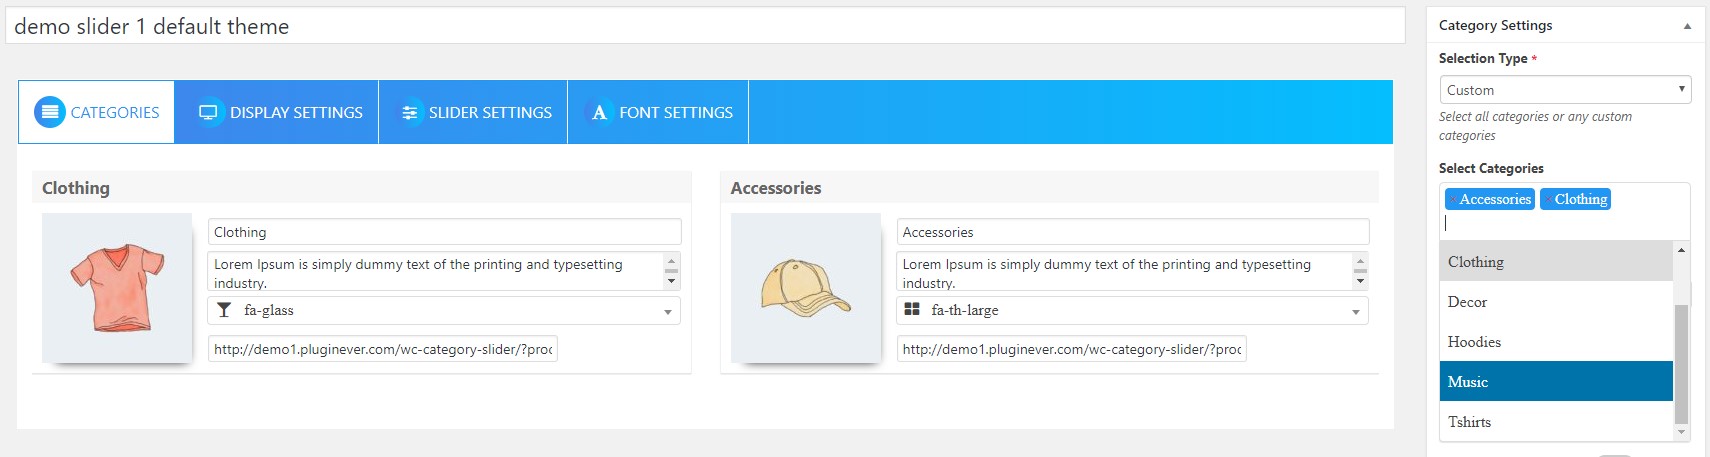 demo slider 1 default theme
CATEGORIES
DISPLAY SETTINGS
SLIDER SETTINGS
A FONT SETTINGS
Clothing
Clothing
Lorem Ipsum is simply dummy text of the printing and typesetting
industry.
fa-glass
http://demo1.pluginever.com/wc-category-slider/?proc
Accessories
Accessories
Lorem Ipsum is simply dummy text of the printing and typesetting
industry.
fa-th-large
http://demo1.pluginever.com/wc-category-slider/?proc
Category Settings
Selection Type *
Custom
Select all categories or any custom
categories
Select Categories
×Accessories ×Clothing
Clothing
Decor
Hoodies
Music
Tshirts